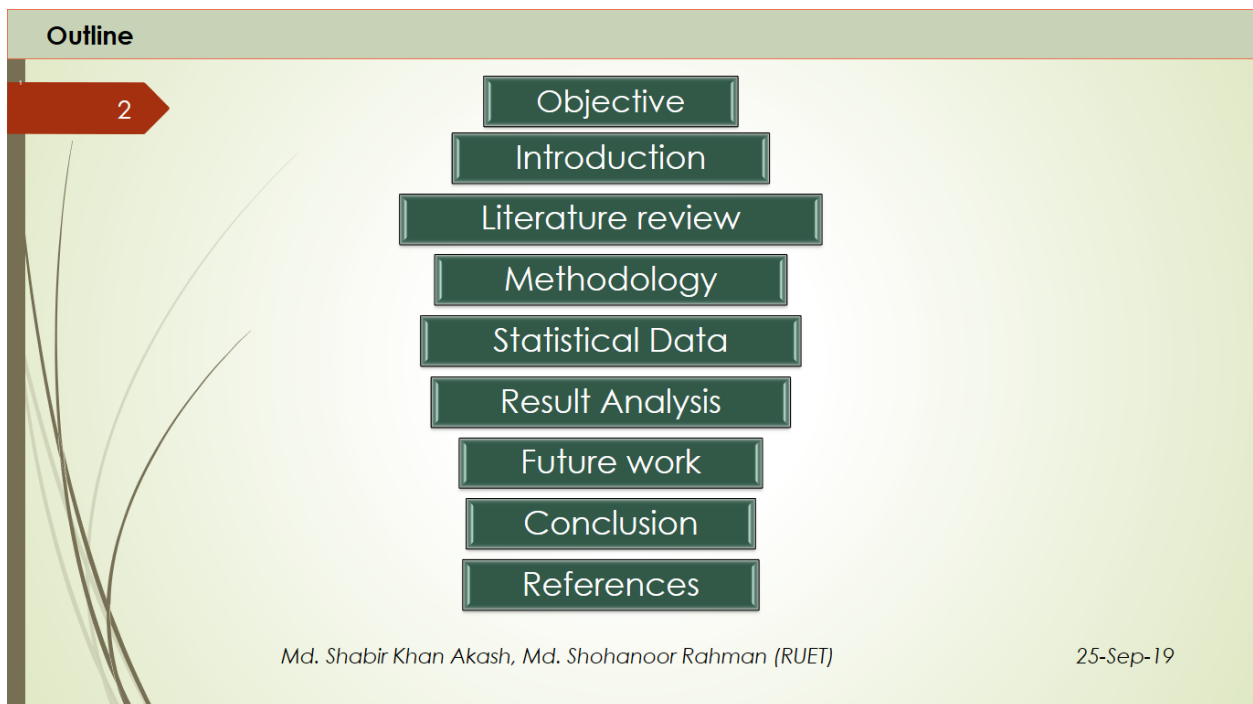 Outline
2
Objective
Introduction
Literature review
Methodology
Statistical Data
Result Analysis
Future work
Conclusion
References
Md. Shabir Khan Akash, Md. Shohanoor Rahman (RUET) 25-Sep-19